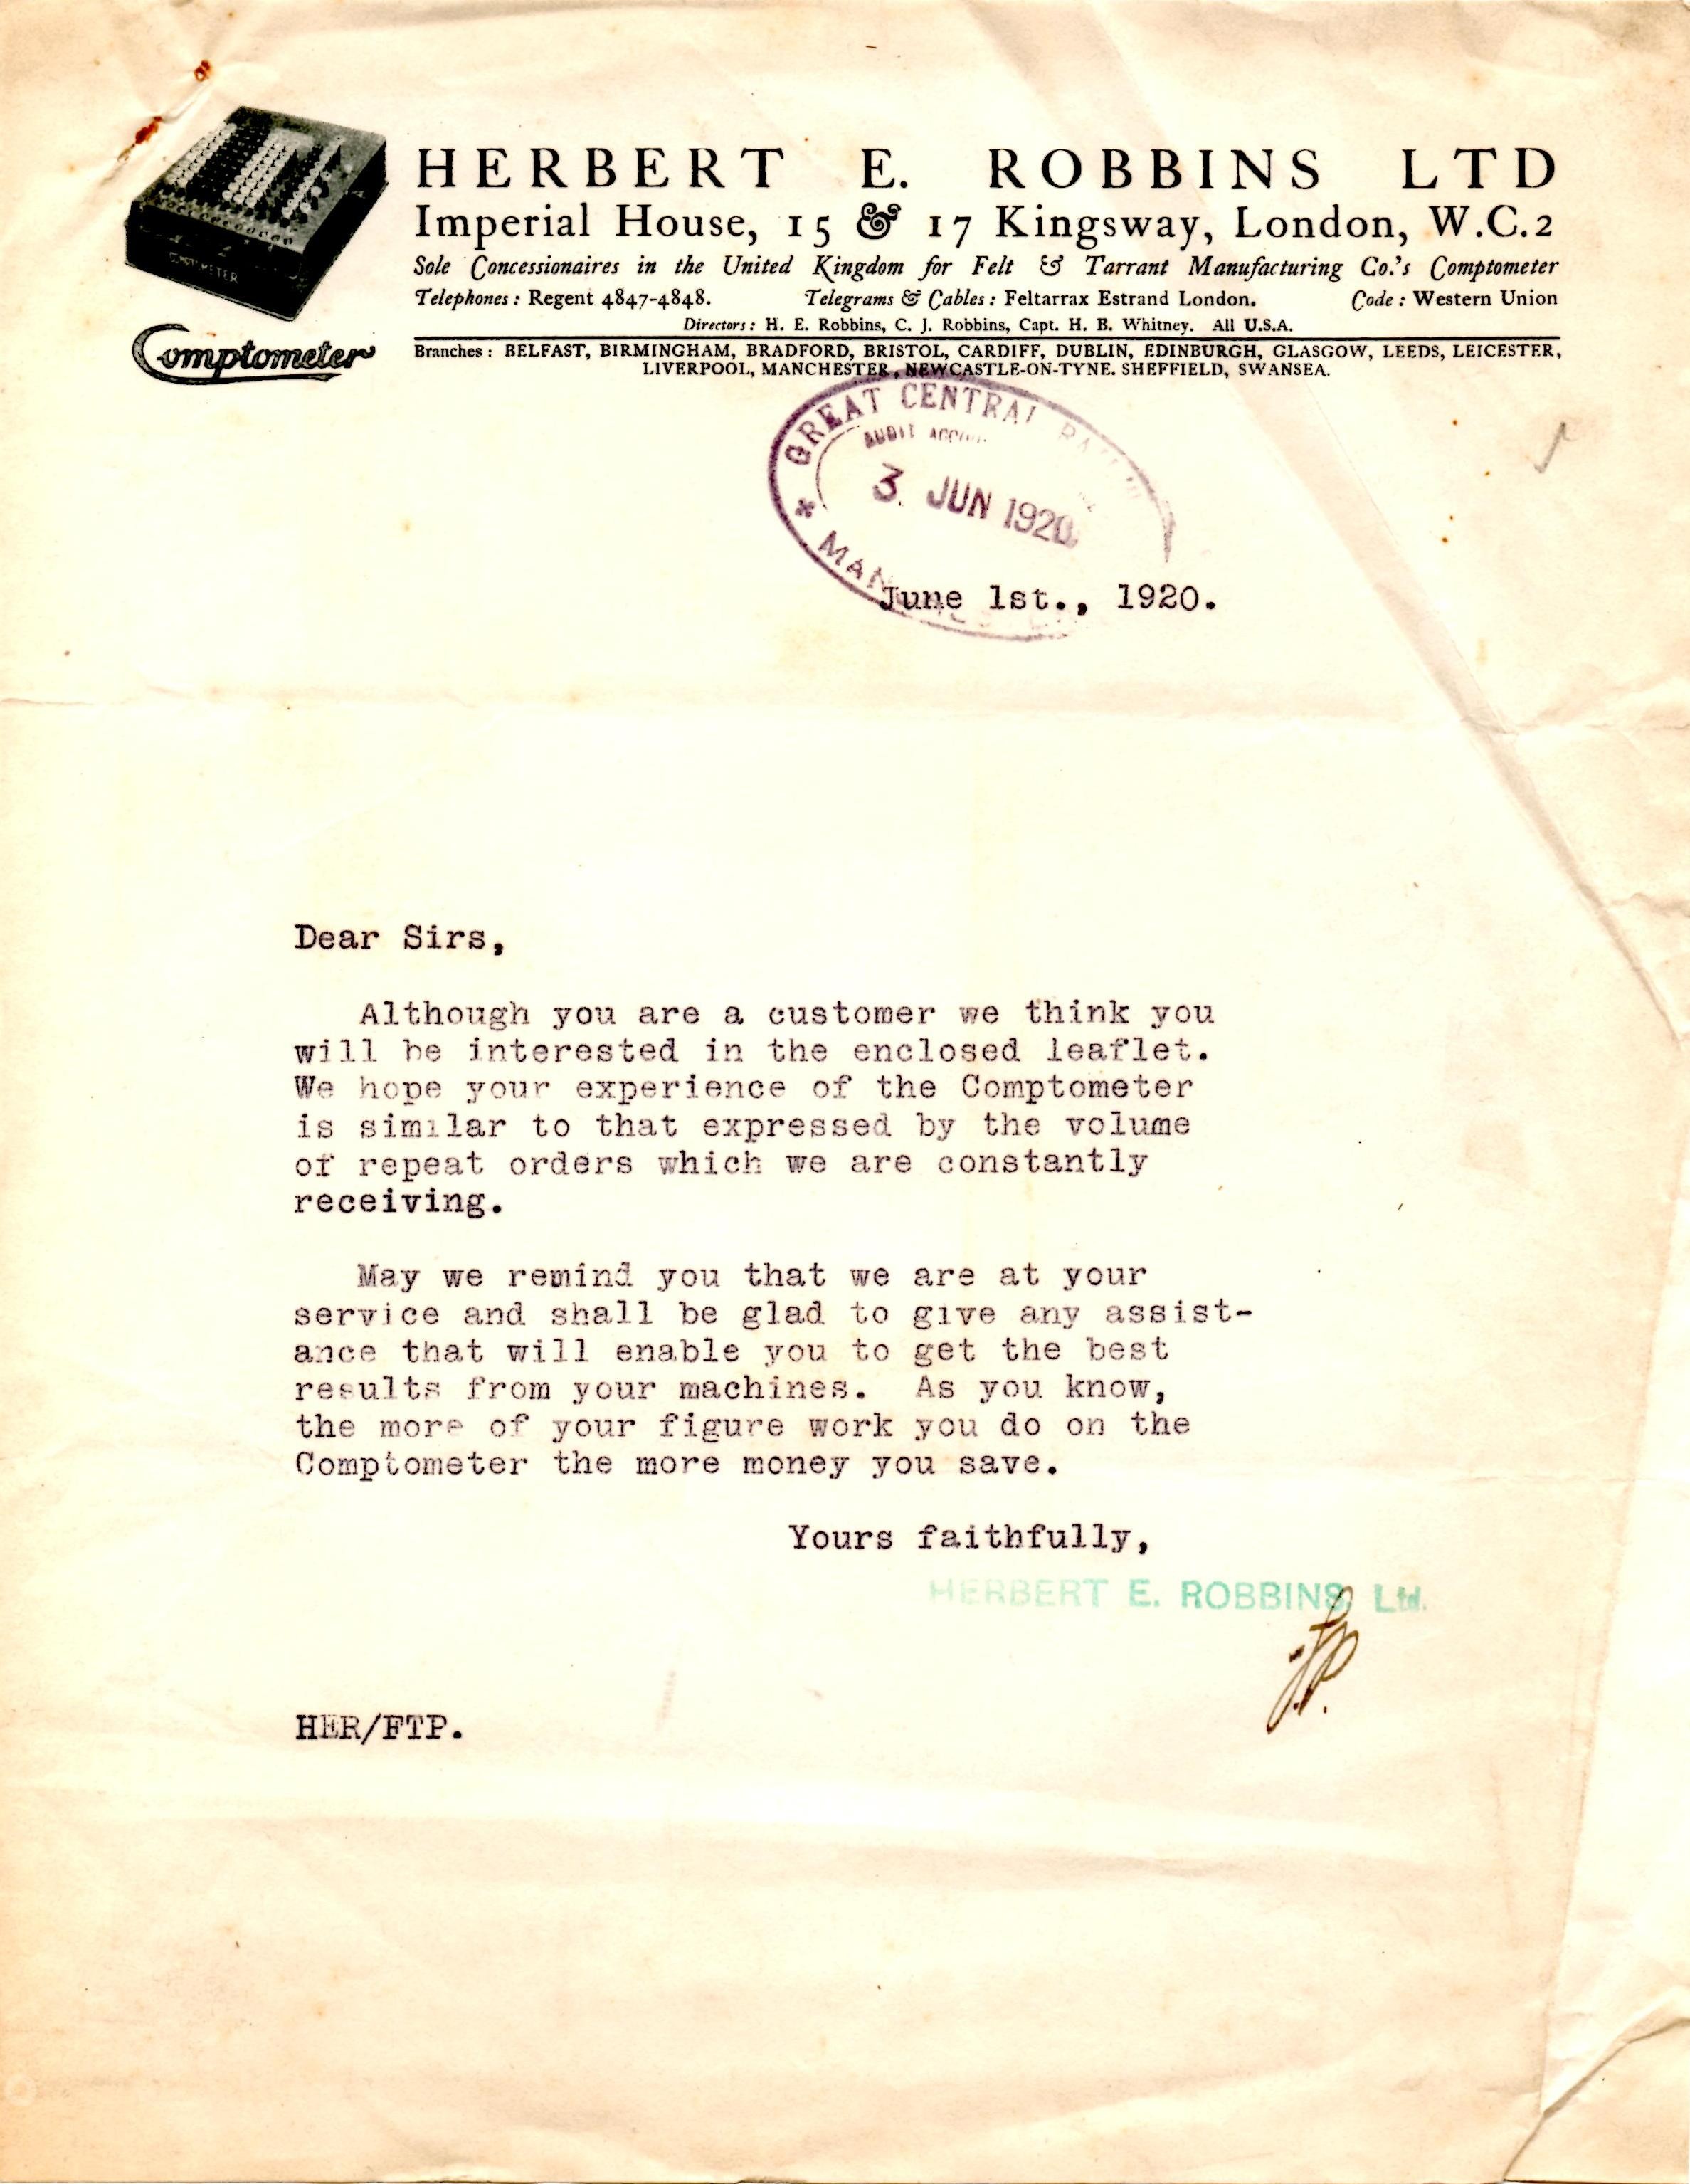 HERBERT E. ROBBINS LTD
Imperial House, 15 & 17 Kingsway, London, W.C.2
Sole Concessionaires in the United Kingdom for Felt & Tarrant Manufacturing Co.'s Comptometer
Telephones: Regent 4847-4848. Telegrams & Cables: Feltarrax Estrand London. Code: Western Union
Directors: H. E. Robbins, C. J. Robbins, Capt. H. B. Whitney. All U.S.A.
COMPTOMETER
Comptometer
Branches: BELFAST, BIRMINGHAM, BRADFORD, BRISTOL, CARDIFF, DUBLIN, EDINBURGH, GLASGOW, LEEDS, LEICESTER,
LIVERPOOL, MANCHESTER, NEWCASTLE-ON-TYNE. SHEFFIELD, SWANSEA.
GREAT CENTRAL
AUDIT
3 JUN 1920
June 1st., 1920.
Dear Sirs,
Although you are a customer we think you
will be interested in the enclosed leaflet.
We hope your experience of the Comptometer
is similar to that expressed by the volume
of repeat orders which we are constantly
receiving.
May we remind you that we are at your
service and shall be glad to give any assist-
ance that will enable you to get the best
results from your machines. As you know,
the more of your figure work you do on the
Comptometer the more money you save.
Yours faithfully,
HERBERT E. ROBBINS, Ltd.
HER/FTP.